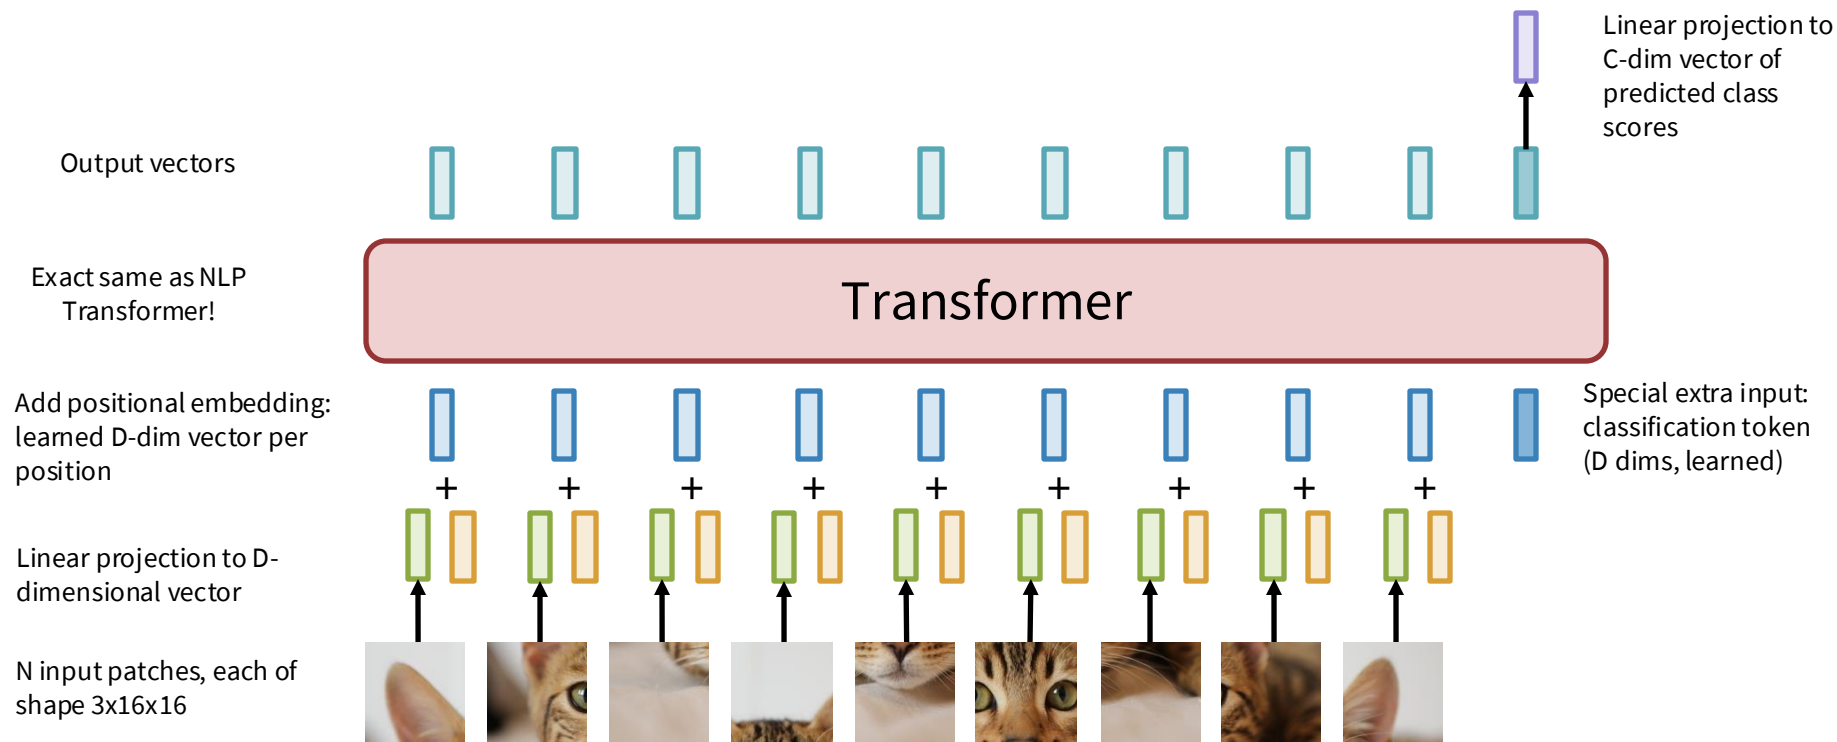 Linear projection to
C-dim vector of
predicted class
scores
Output vectors
Exact same as NLP
Transformer!
Transformer
Add positional embedding:
learned D-dim vector per
position
Special extra input:
classification token
(D dims, learned)
+ + + + + + + + +
Linear projection to D-
dimensional vector
N input patches, each of
shape 3x16x16